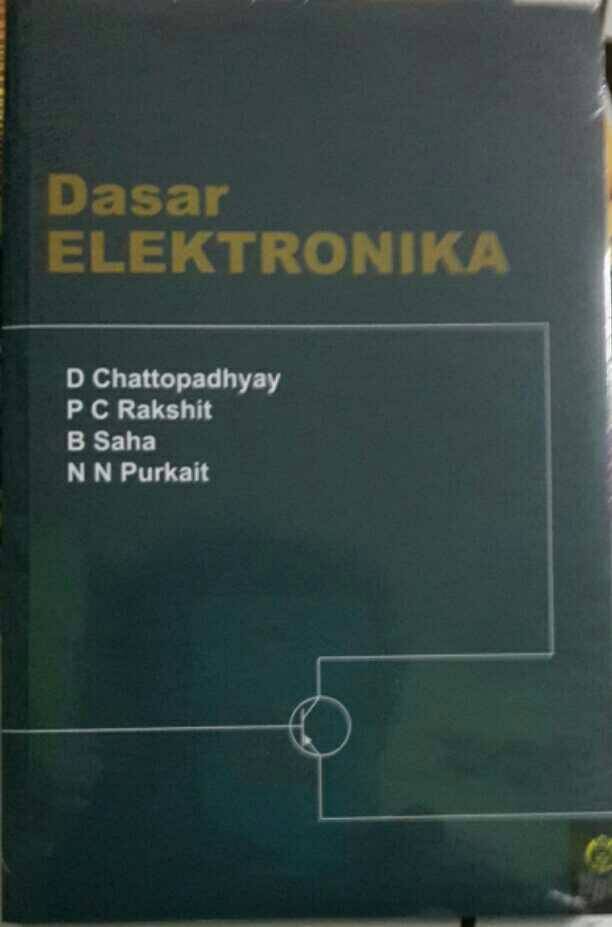 Dasar
ELEKTRONIKA
D Chattopadhyay
P C Rakshit
B Saha
N N Purkait